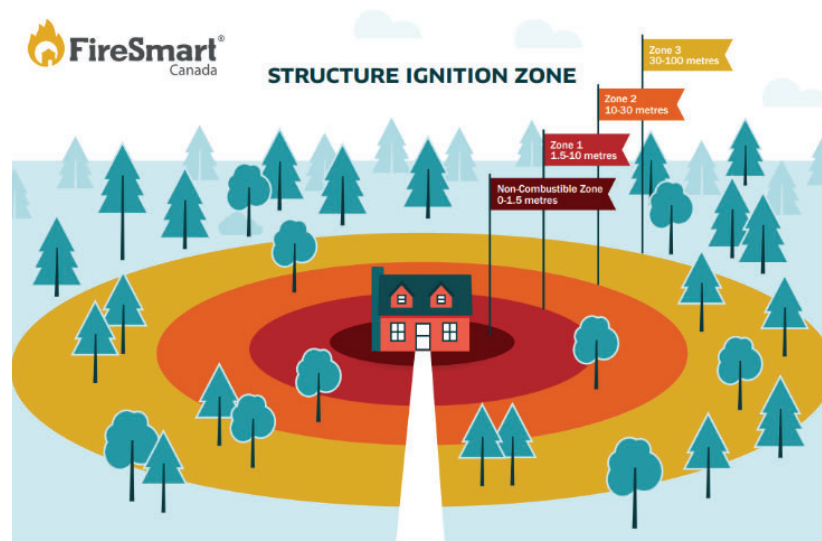 FireSmart®
Canada
STRUCTURE IGNITION ZONE
Zone 3
30-100 metres
Zone 2
10-30 metres
Zone 1
1.5-10 metres
Non-Combustible Zone
0-1.5 metres